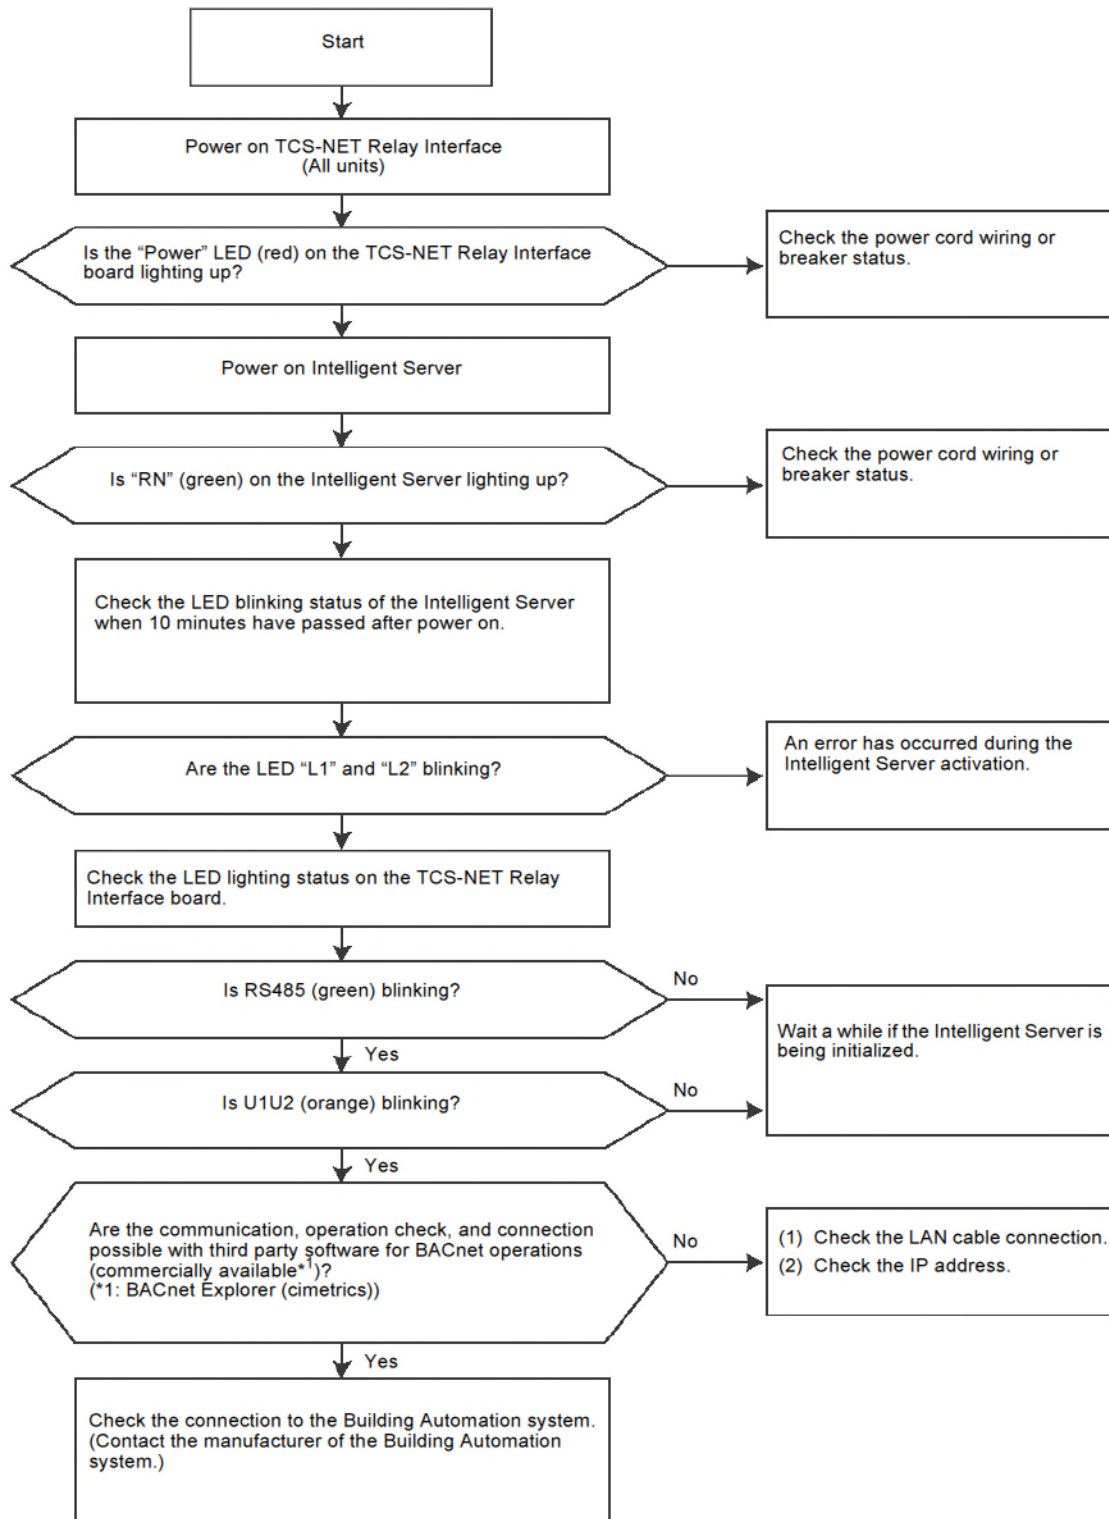 Start
Power on TCS-NET Relay Interface
(All units)
Is the “Power” LED (red) on the TCS-NET Relay Interface
board lighting up?
Check the power cord wiring or
breaker status.
Power on Intelligent Server
Is “RN” (green) on the Intelligent Server lighting up?
Check the power cord wiring or
breaker status.
Check the LED blinking status of the Intelligent Server
when 10 minutes have passed after power on.
Are the LED “L1” and “L2” blinking?
An error has occurred during the
Intelligent Server activation.
Check the LED lighting status on the TCS-NET Relay
Interface board.
Is RS485 (green) blinking?
No
Wait a while if the Intelligent Server is
being initialized.
Yes
Is U1U2 (orange) blinking?
No
Yes
Are the communication, operation check, and connection
possible with third party software for BACnet operations
(commercially available*1)?
(*1: BACnet Explorer (cimetrics))
No
(1) Check the LAN cable connection.
(2) Check the IP address.
Yes
Check the connection to the Building Automation system.
(Contact the manufacturer of the Building Automation
system.)